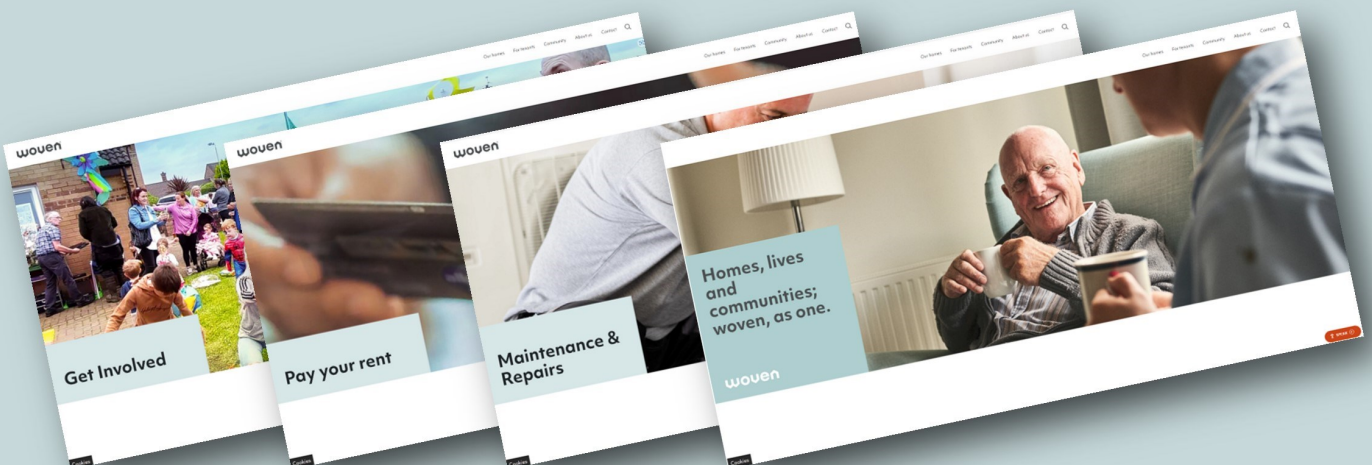 Our homes
For tenants
Community
About us
Contact
woven
Get Involved
Cookies
Our homes
For tenants
Community
About us
Contact
woven
Pay your rent
Cookies
Our homes
For tenants
Community
About us
Contact
woven
Maintenance &
Repairs
Cookies
Our homes
For tenants
Community
About us
Contact
Homes, lives
and
communities;
woven, as one.
woven
Cookies